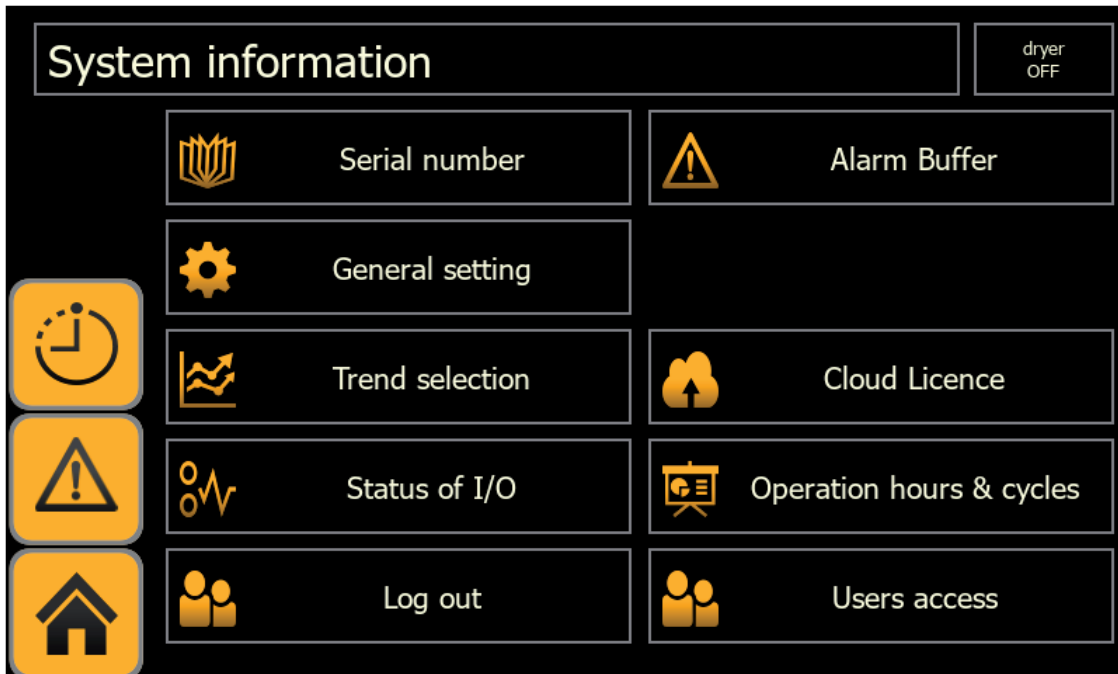 System information
dryer
OFF
Serial number
Alarm Buffer
General setting
Trend selection
Cloud Licence
Status of I/O
Operation hours & cycles
Log out
Users access